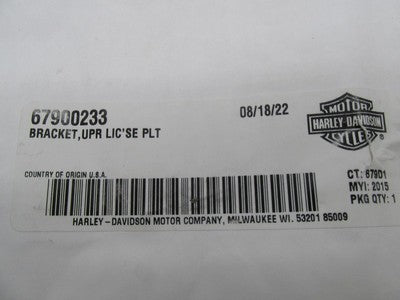 67900233
08/18/22
BRACKET,UPR LIC'SE PLT
MOTOR
HARLEY-DAVIDSON
CYCLES
®
COUNTRY OF ORIGIN U.S.A.
CT: 67901
MYI: 2015
PKG QTY: 1
HARLEY-DAVIDSON MOTOR COMPANY, MILWAUKEE WI. 53201 85009